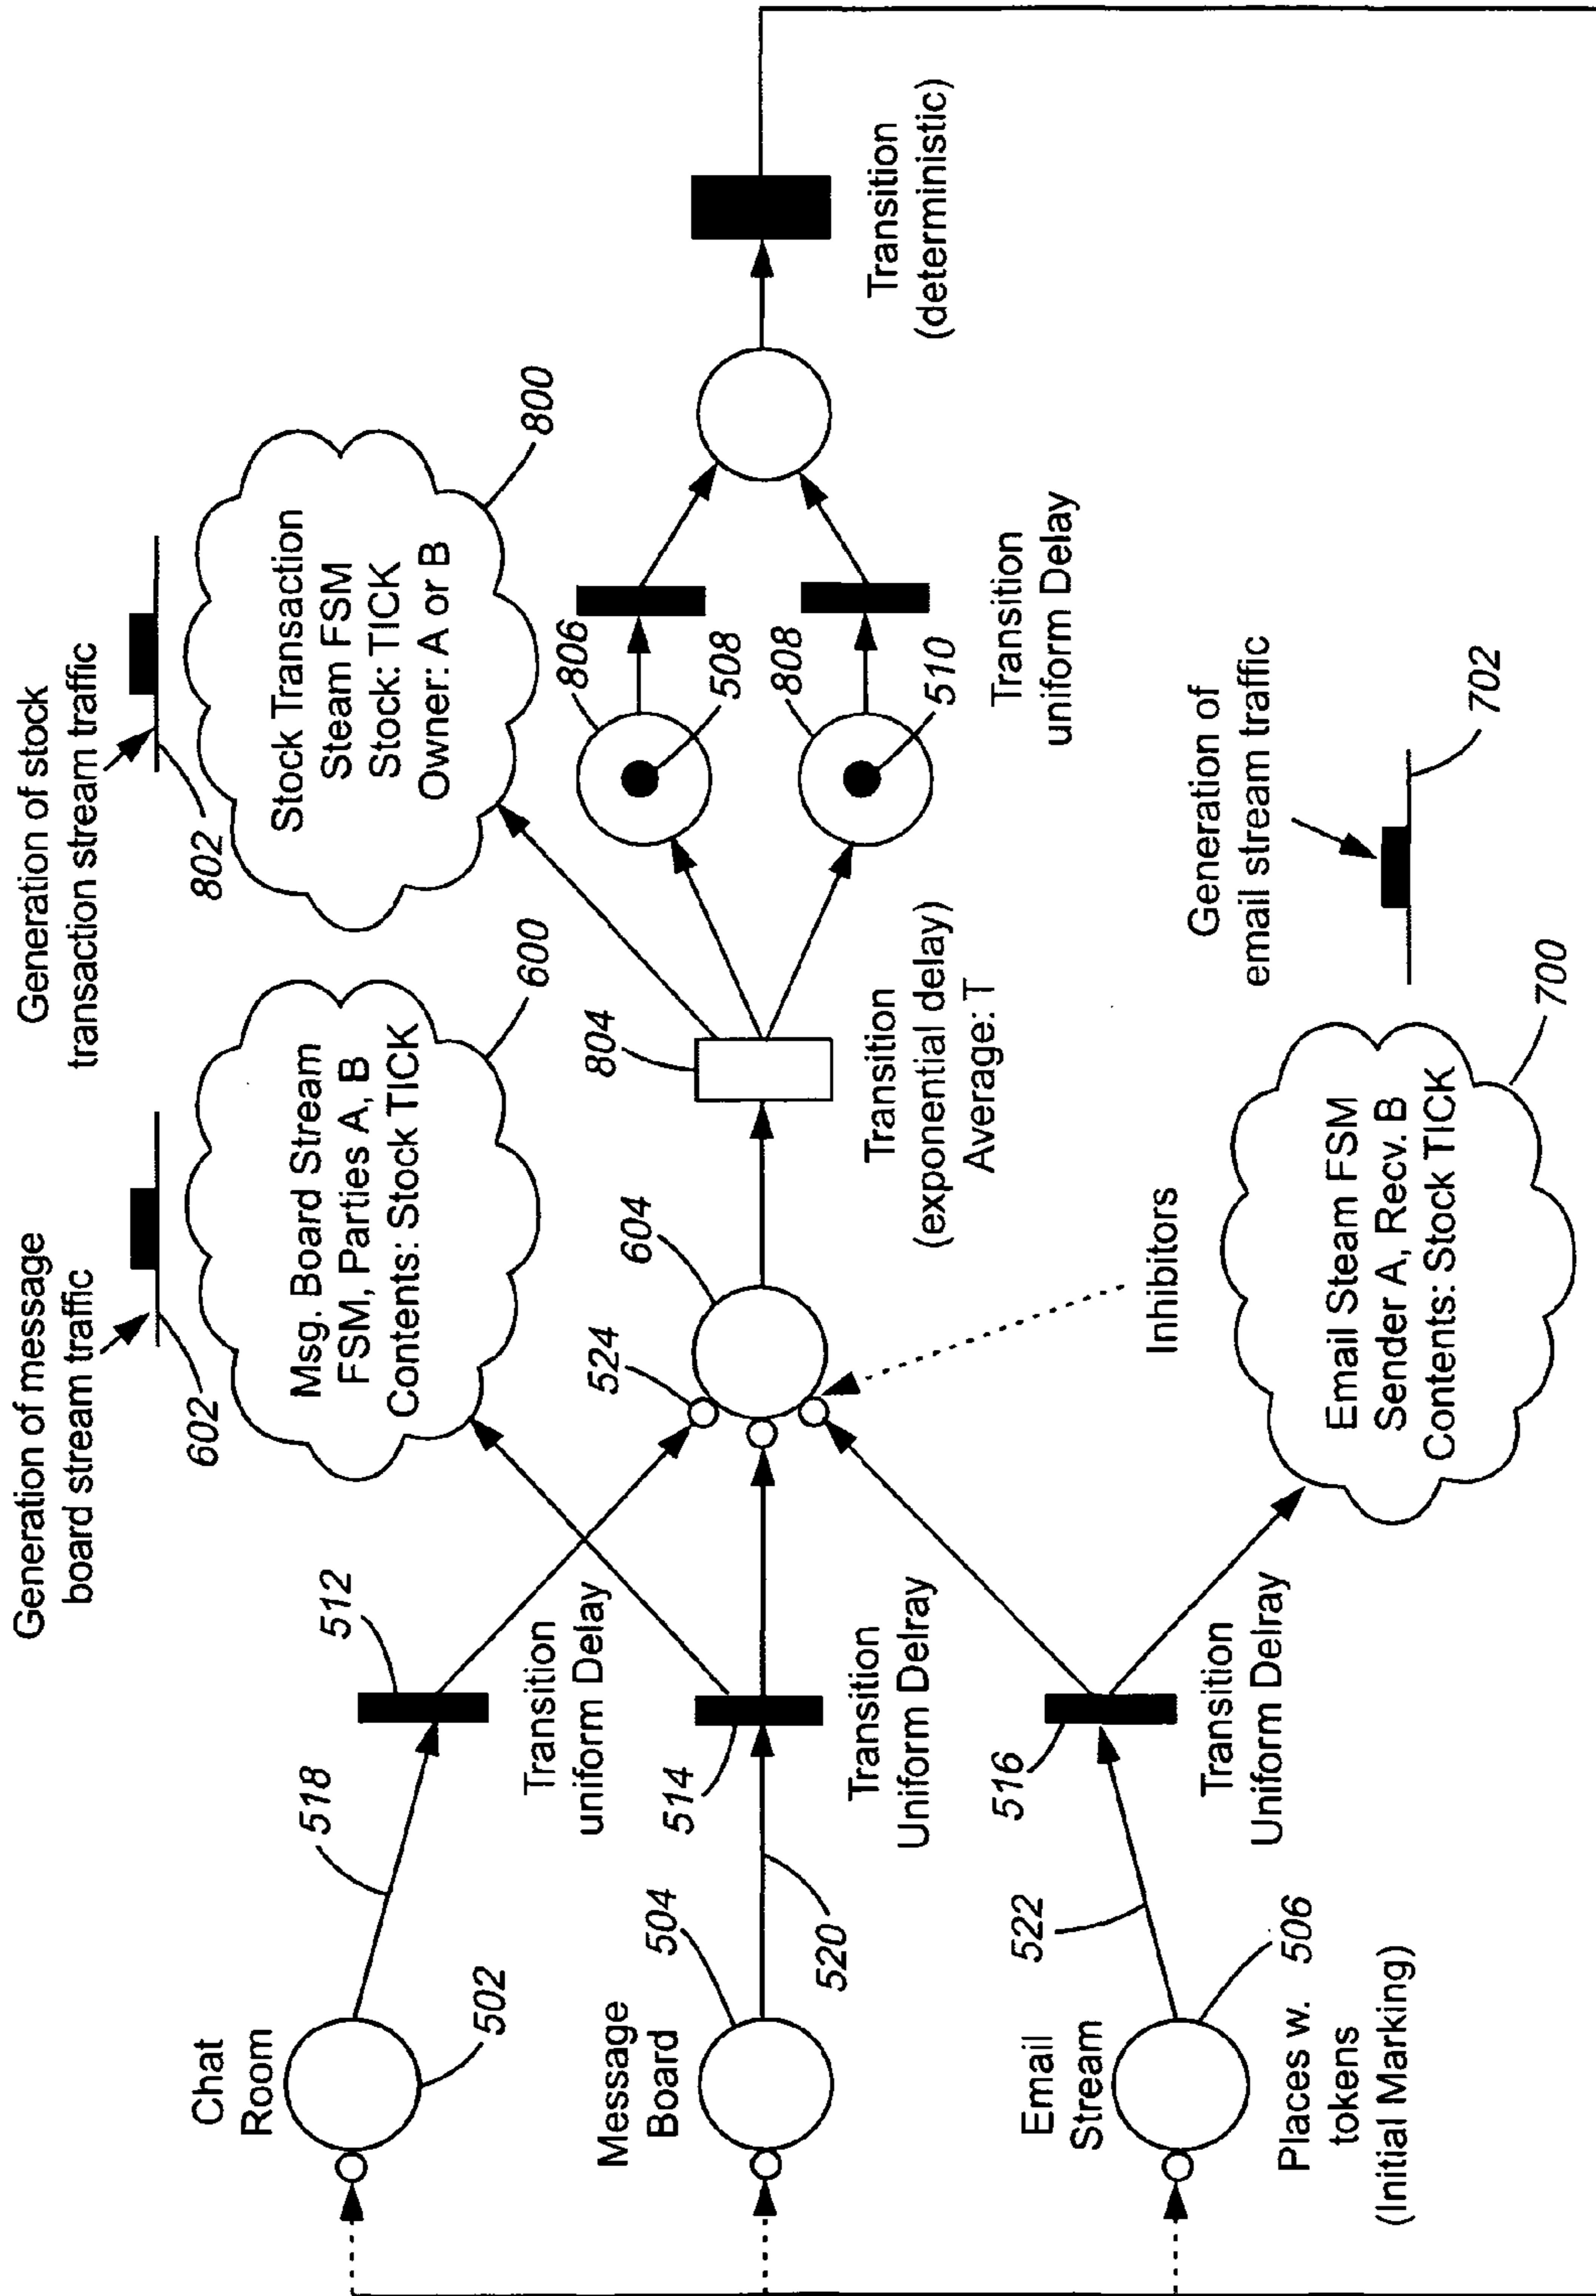 Generation of message
board stream traffic
602
Generation of stock
transaction stream traffic
802
Msg. Board Stream
FSM, Parties A, B
Contents: Stock TICK
600
Stock Transaction
Steam FSM
Stock: TICK
Owner: A or B
800
Chat
Room
502
518
512
Transition
uniform Delay
Message
Board
504
520
514
Transition
Uniform Delray
Email
Stream
506
Places w.
tokens
(Initial Marking)
522
516
Transition
Uniform Delray
524
604
Inhibitors
804
Transition
(exponential delay)
Average: T
806
508
808
510
Transition
uniform Delay
Transition
(deterministic)
Email Steam FSM
Sender A, Recv. B
Contents: Stock TICK
700
Generation of
email stream traffic
702